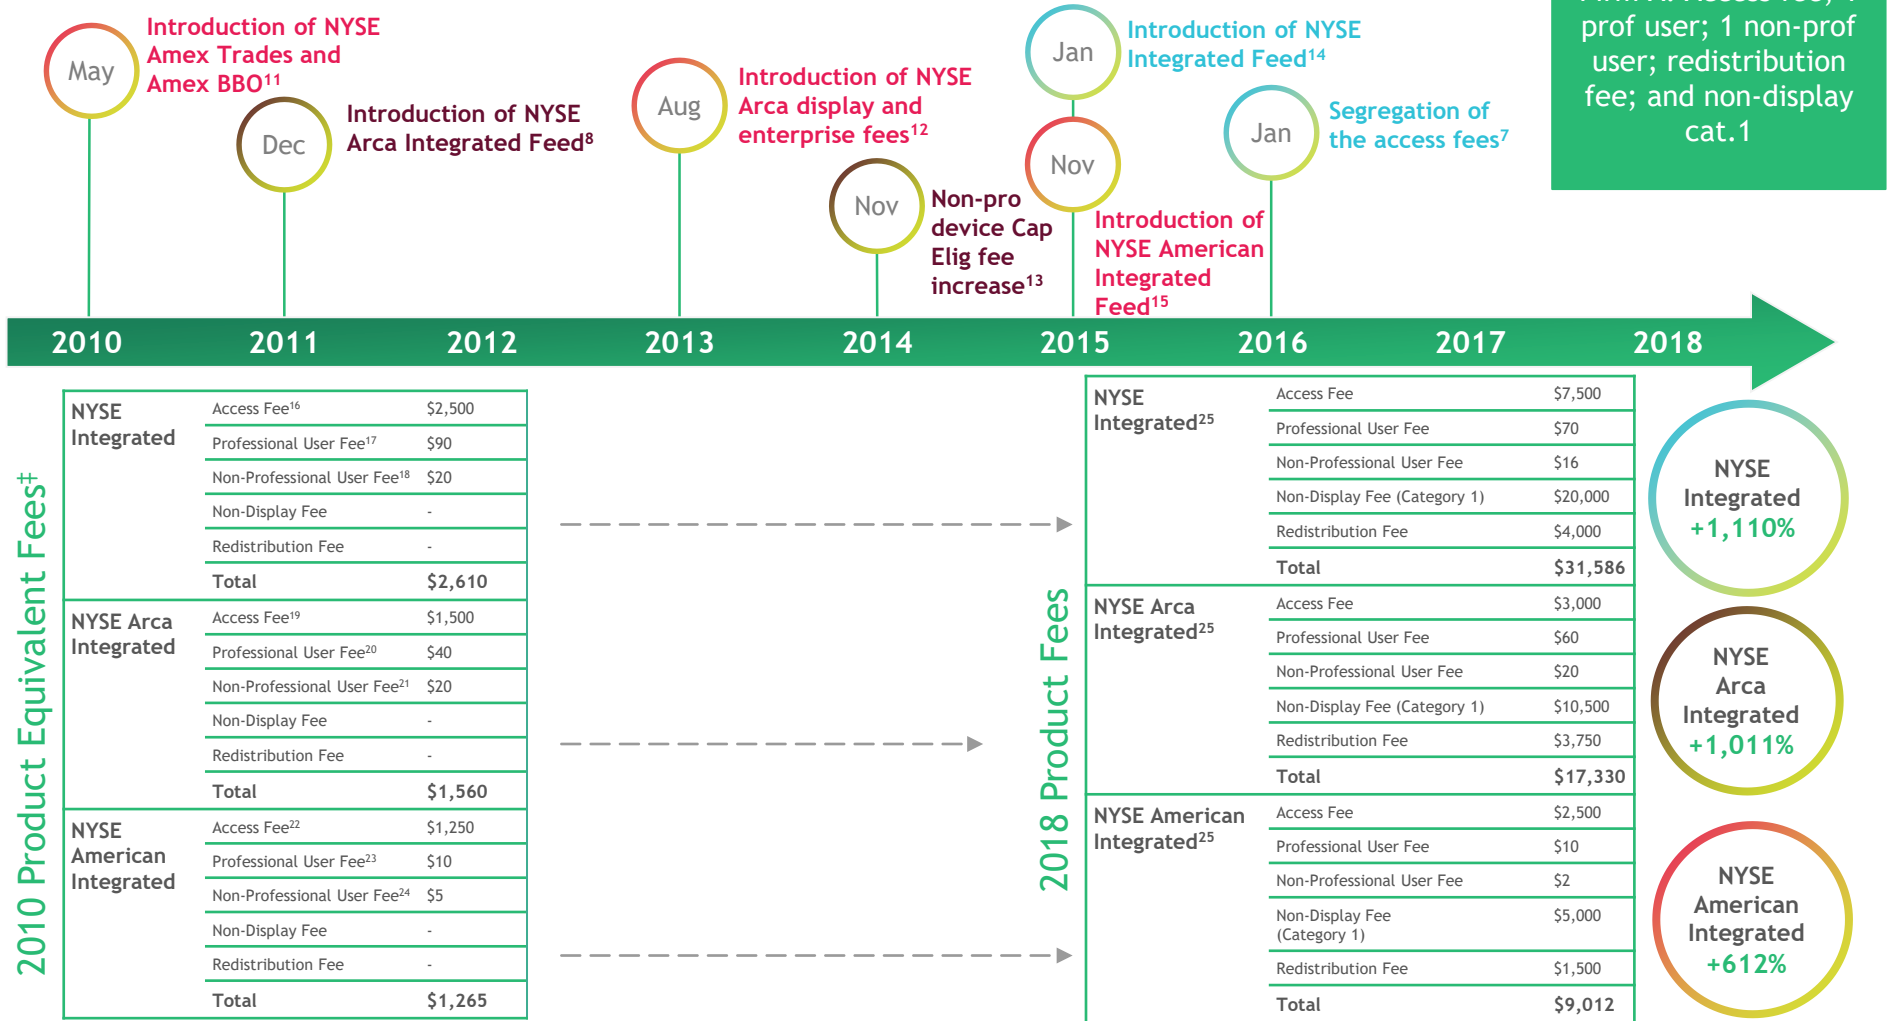 prof user; 1 non-prof
user; redistribution
fee; and non-display
cat.1
May
Introduction of NYSE
Amex Trades and
Amex BBO11
Dec
Introduction of NYSE
Arca Integrated Feed8
Aug
Introduction of NYSE
Arca display and
enterprise fees12
Nov
Non-pro
device Cap
Elig fee
increase13
Jan
Introduction of NYSE
Integrated Feed14
Nov
Introduction of
NYSE American
Integrated
Feed15
Jan
Segregation of
the access fees7
2010 2011 2012 2013 2014 2015 2016 2017 2018
2010 Product Equivalent Fees‡
NYSE
Integrated
Access Fee16 $2,500
Professional User Fee17 $90
Non-Professional User Fee18 $20
Non-Display Fee -
Redistribution Fee -
Total $2,610
NYSE Arca
Integrated
Access Fee19 $1,500
Professional User Fee20 $40
Non-Professional User Fee21 $20
Non-Display Fee -
Redistribution Fee -
Total $1,560
NYSE
American
Integrated
Access Fee22 $1,250
Professional User Fee23 $10
Non-Professional User Fee24 $5
Non-Display Fee -
Redistribution Fee -
Total $1,265
2018 Product Fees
NYSE
Integrated25
Access Fee $7,500
Professional User Fee $70
Non-Professional User Fee $16
Non-Display Fee (Category 1) $20,000
Redistribution Fee $4,000
Total $31,586
NYSE Arca
Integrated25
Access Fee $3,000
Professional User Fee $60
Non-Professional User Fee $20
Non-Display Fee (Category 1) $10,500
Redistribution Fee $3,750
Total $17,330
NYSE American
Integrated25
Access Fee $2,500
Professional User Fee $10
Non-Professional User Fee $2
Non-Display Fee $5,000
(Category 1)
Redistribution Fee $1,500
Total $9,012
NYSE
Integrated
+1,110%
NYSE
Arca
Integrated
+1,011%
NYSE
American
Integrated
+612%